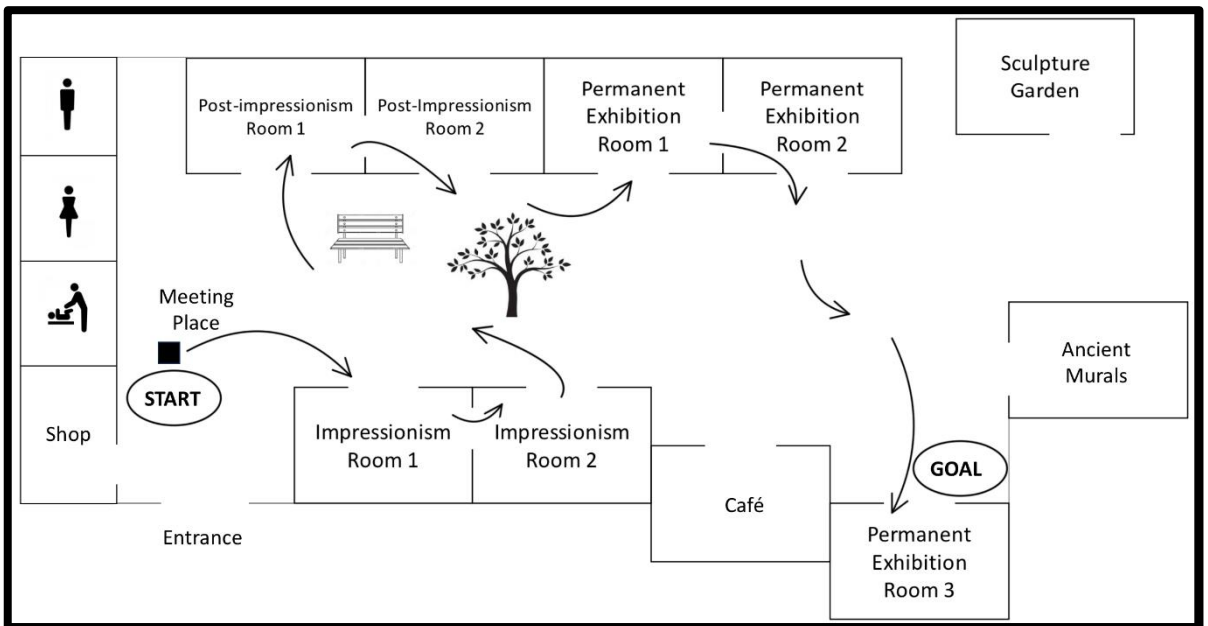 Sculpture
Garden
Post-impressionism
Room 1
Post-Impressionism
Room 2
Permanent
Exhibition
Room 1
Permanent
Exhibition
Room 2
Meeting
Place
START
Shop
Impressionism
Room 1
Impressionism
Room 2
Ancient
Murals
GOAL
Café
Entrance
Permanent
Exhibition
Room 3